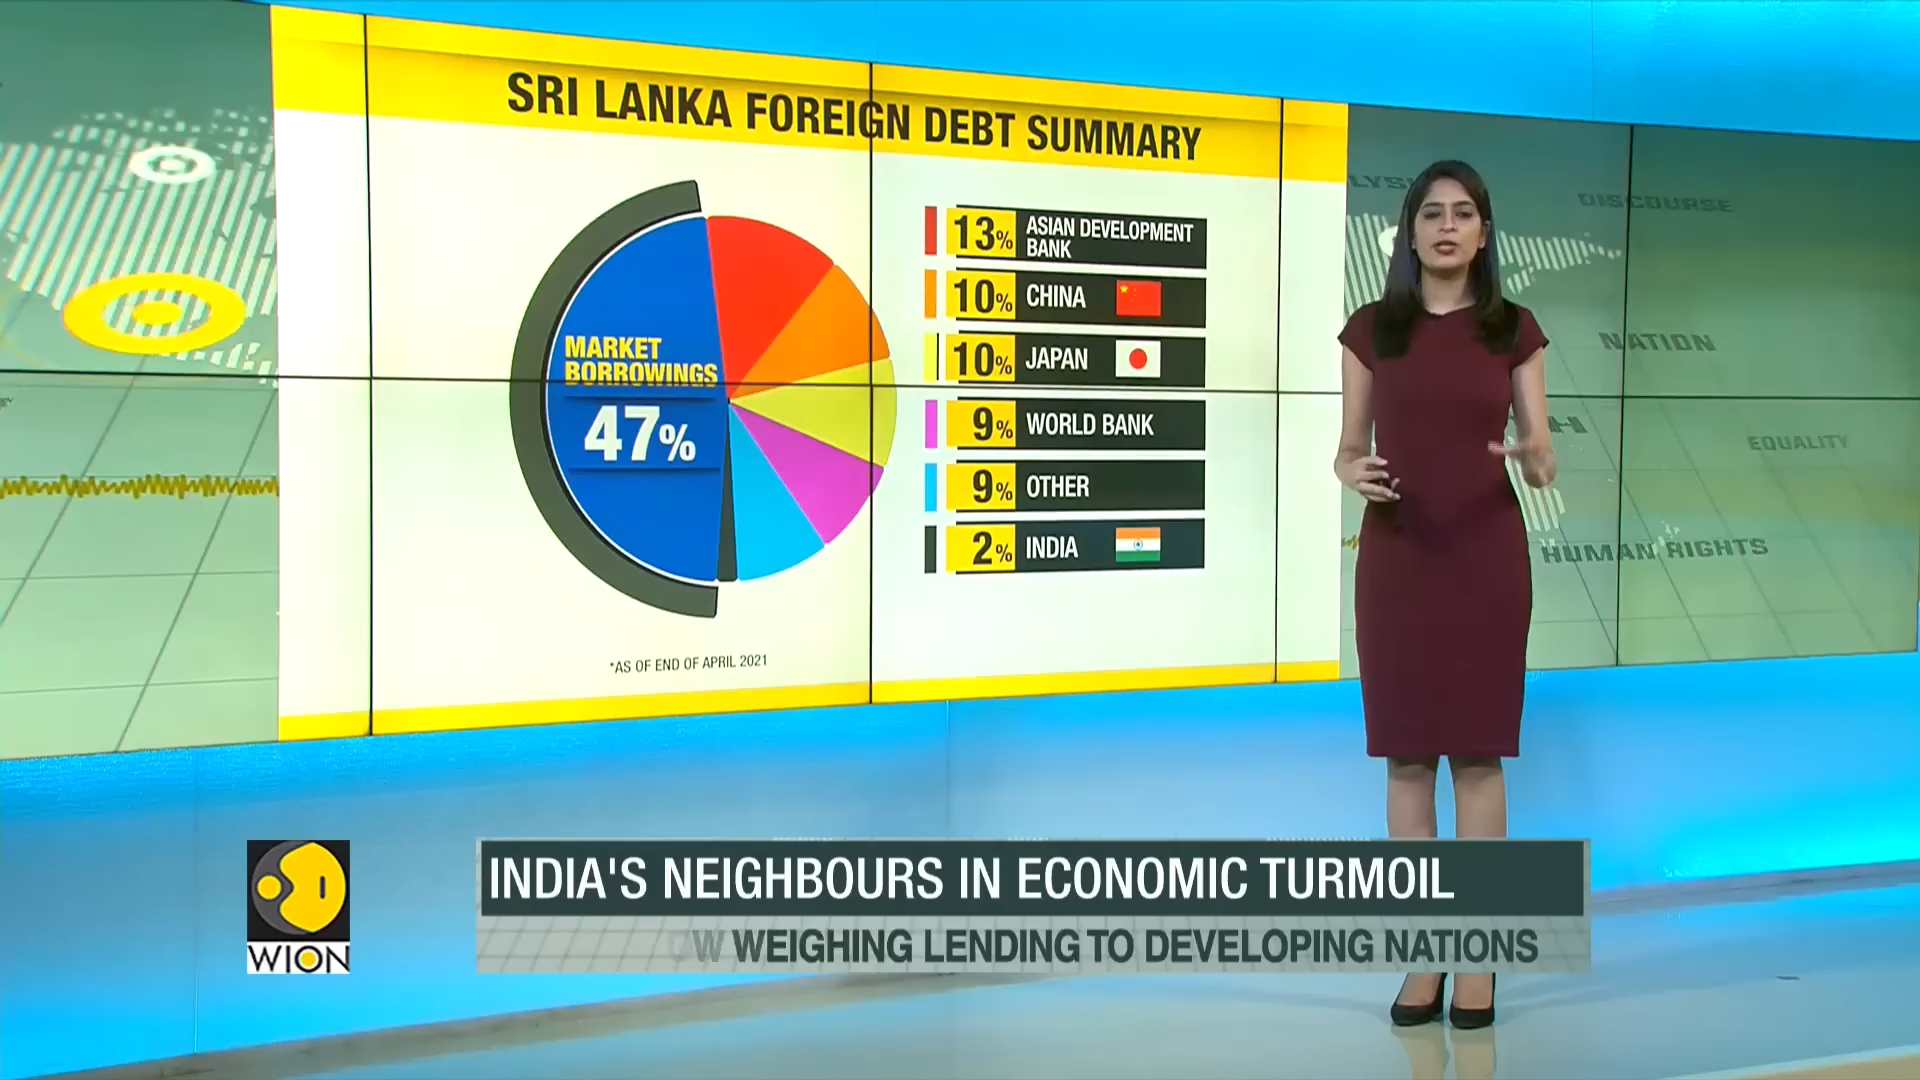 SRI LANKA FOREIGN DEBT SUMMARY
MARKET
BORROWINGS
47%
13% ASIAN DEVELOPMENT
BANK
10% CHINA
10% JAPAN
9% WORLD BANK
9% OTHER
2% INDIA
*AS OF END OF APRIL 2021
DISCOURSE
NATION
EQUALITY
HUMAN RIGHTS
INDIA'S NEIGHBOURS IN ECONOMIC TURMOIL
WEIGHING LENDING TO DEVELOPING NATIONS
WION